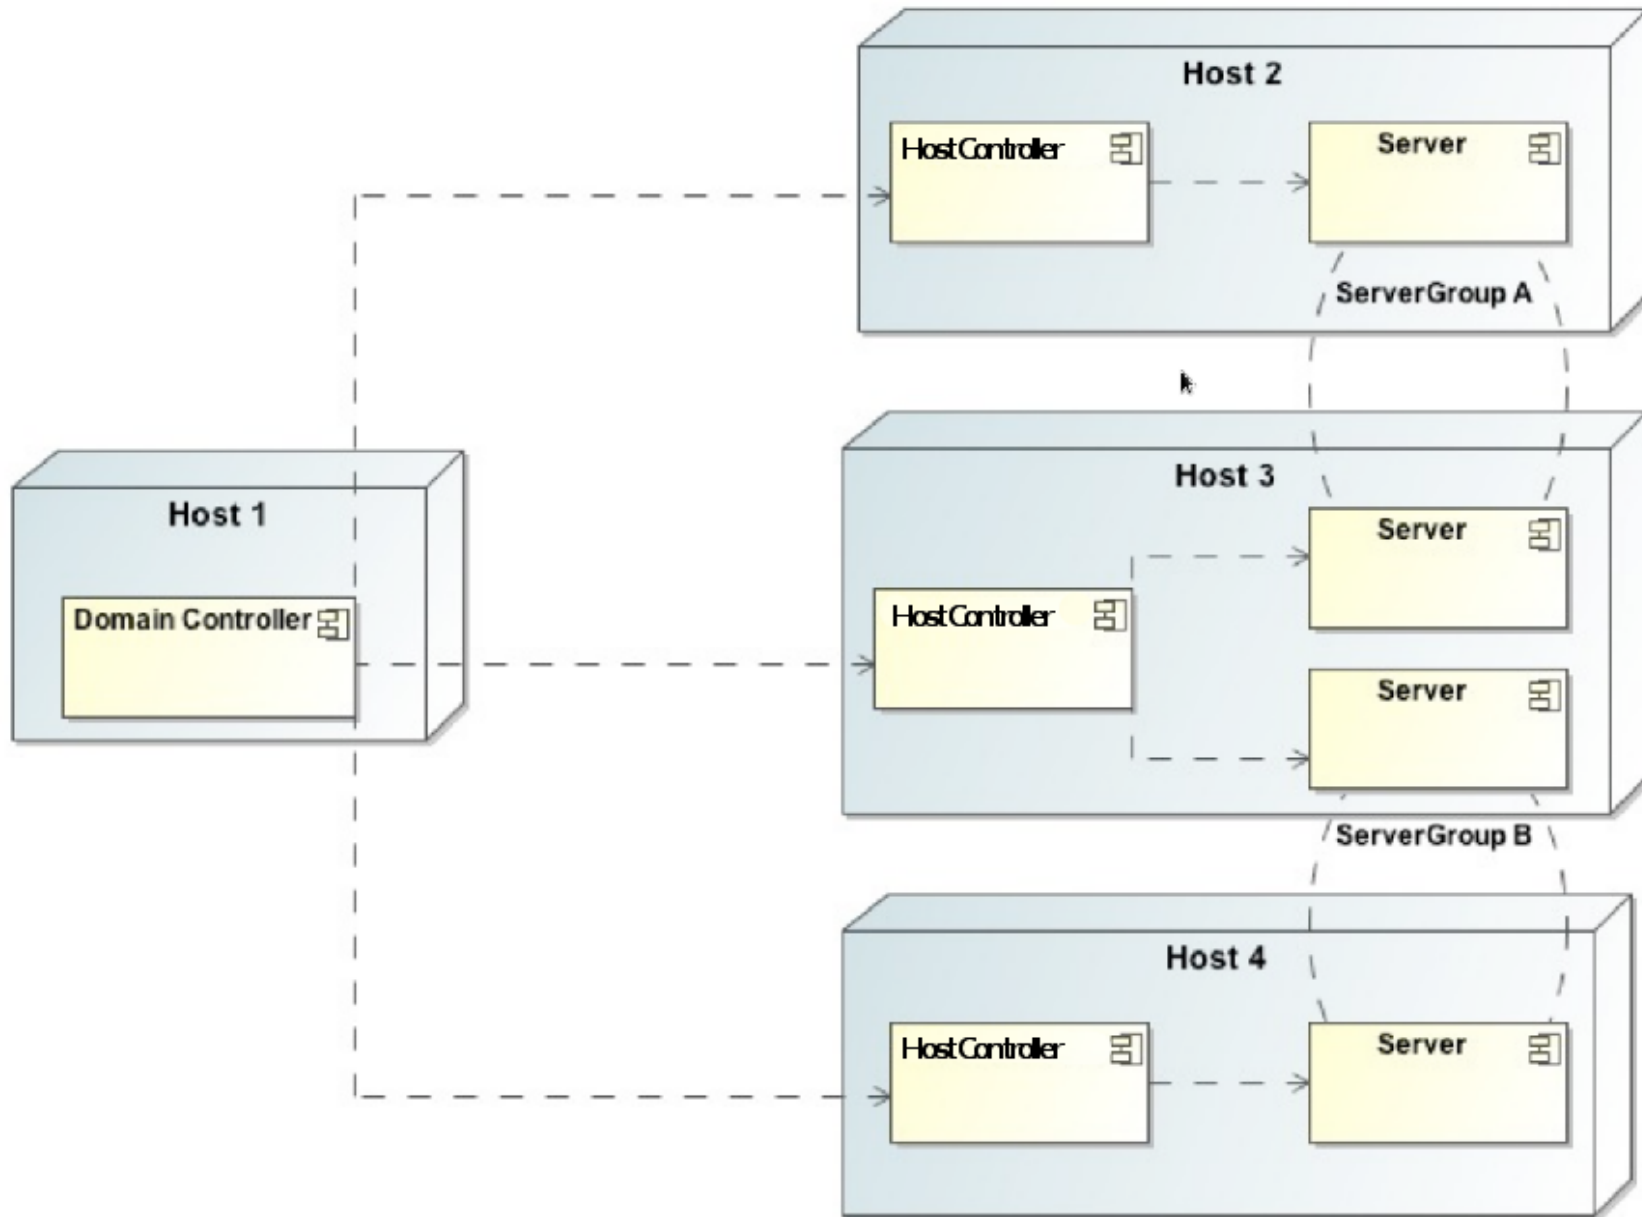 Host 2
HostController
Server
ServerGroup A
Host 3
Server
Host 1
Domain Controller
HostController
Server
ServerGroup B
Host 4
HostController
Server